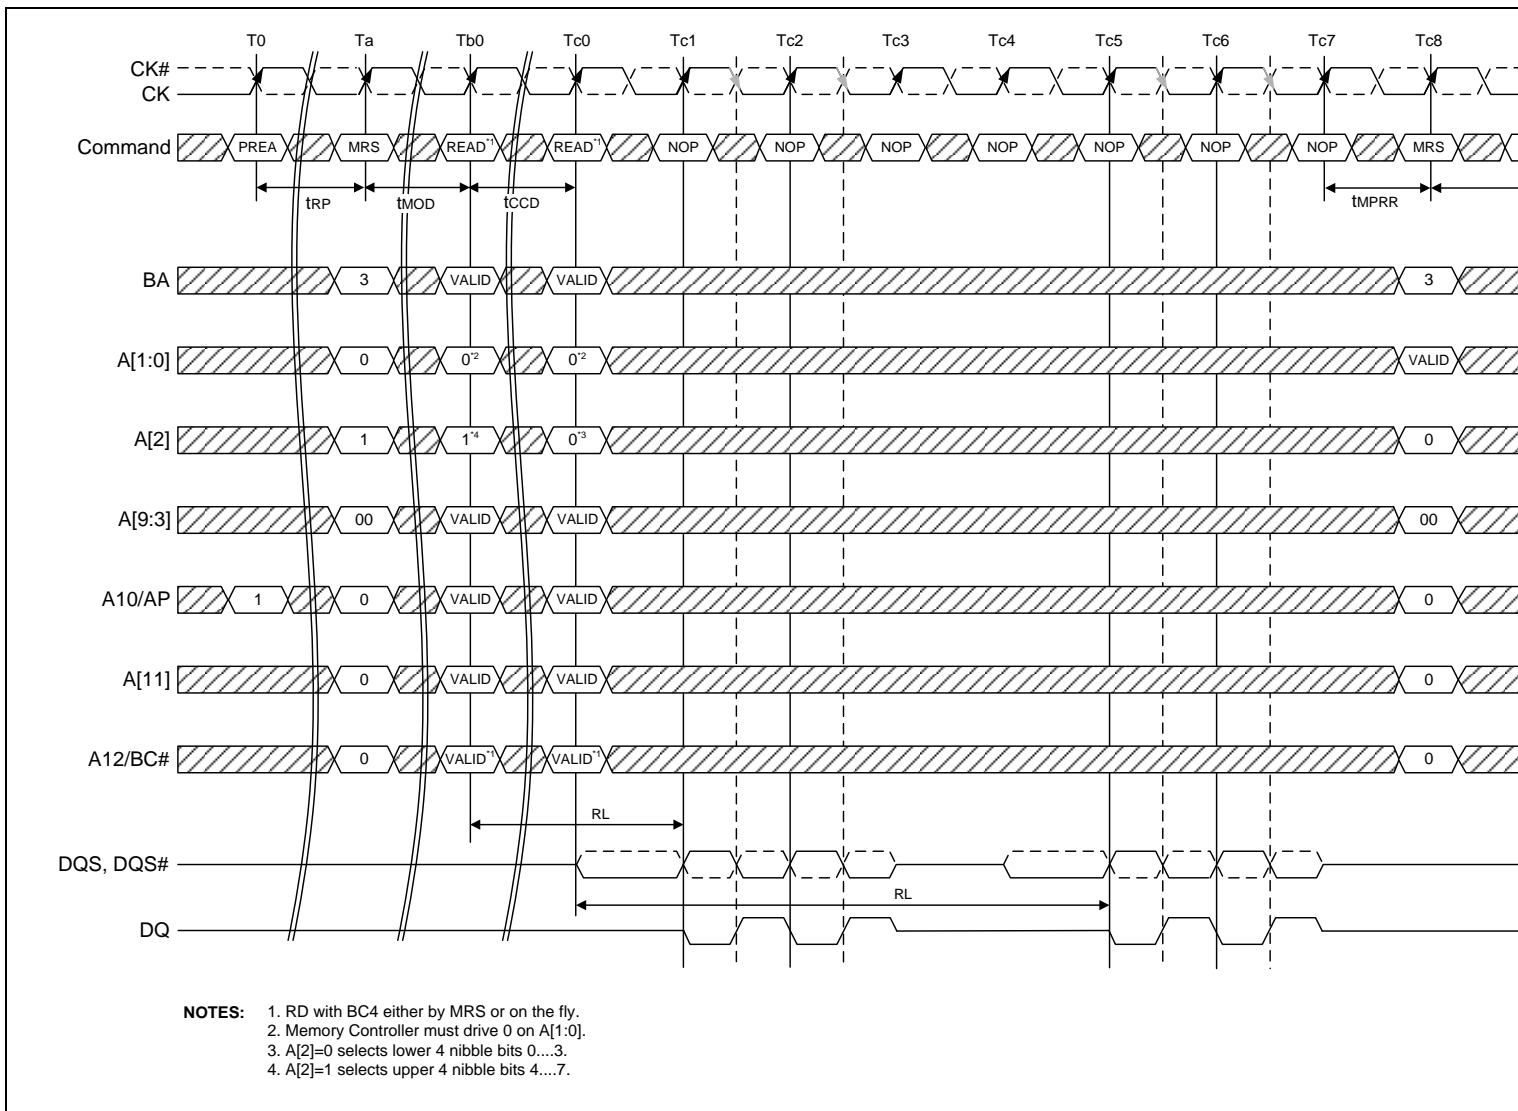 T0 Ta Tb0 Tc0 Tc1 Tc2 Tc3 Tc4 Tc5 Tc6 Tc7 Tc8
CK#
CK
Command PREA MRS READ*1 READ*1 NOP NOP NOP NOP NOP NOP NOP MRS
tRP tMOD tCCD tMPRR
BA 3 VALID VALID 3
A[1:0] 0 0*2 0*2 VALID
A[2] 1 1*4 0*3 0
A[9:3] 00 VALID VALID 00
A10/AP 1 0 VALID VALID 0
A[11] 0 VALID VALID 0
A12/BC# 0 VALID*1 VALID*1 0
RL
DQS, DQS#
RL
DQ
NOTES: 1. RD with BC4 either by MRS or on the fly.
2. Memory Controller must drive 0 on A[1:0].
3. A[2]=0 selects lower 4 nibble bits 0....3.
4. A[2]=1 selects upper 4 nibble bits 4....7.